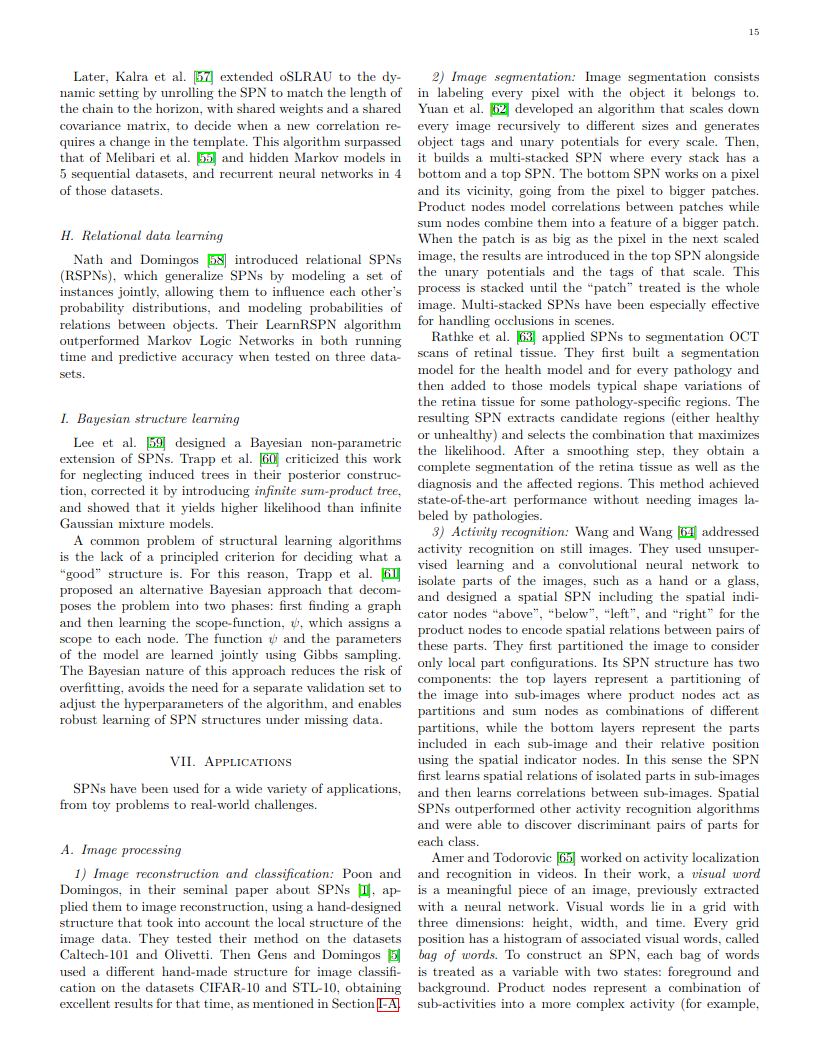 15
Later, Kalra et al. [57] extended oSLRAU to the dy-
namic setting by unrolling the SPN to match the length of
the chain to the horizon, with shared weights and a shared
covariance matrix, to decide when a new correlation re-
quires a change in the template. This algorithm surpassed
that of Melibari et al. [55] and hidden Markov models in
5 sequential datasets, and recurrent neural networks in 4
of those datasets.
H. Relational data learning
Nath and Domingos [58] introduced relational SPNs
(RSPNs), which generalize SPNs by modeling a set of
instances jointly, allowing them to influence each other's
probability distributions, and modeling probabilities of
relations between objects. Their LearnRSPN algorithm
outperformed Markov Logic Networks in both running
time and predictive accuracy when tested on three data-
sets.
I. Bayesian structure learning
Lee et al. [59] designed a Bayesian non-parametric
extension of SPNs. Trapp et al. [60] criticized this work
for neglecting induced trees in their posterior construc-
tion, corrected it by introducing infinite sum-product tree,
and showed that it yields higher likelihood than infinite
Gaussian mixture models.
A common problem of structural learning algorithms
is the lack of a principled criterion for deciding what a
“good” structure is. For this reason, Trapp et al. [61]
proposed an alternative Bayesian approach that decom-
poses the problem into two phases: first finding a graph
and then learning the scope-function, ψ, which assigns a
scope to each node. The function ψ and the parameters
of the model are learned jointly using Gibbs sampling.
The Bayesian nature of this approach reduces the risk of
overfitting, avoids the need for a separate validation set to
adjust the hyperparameters of the algorithm, and enables
robust learning of SPN structures under missing data.
VII. Applications
SPNs have been used for a wide variety of applications,
from toy problems to real-world challenges.
A. Image processing
1) Image reconstruction and classification: Poon and
Domingos, in their seminal paper about SPNs [1], ap-
plied them to image reconstruction, using a hand-designed
structure that took into account the local structure of the
image data. They tested their method on the datasets
Caltech-101 and Olivetti. Then Gens and Domingos [5]
used a different hand-made structure for image classifi-
cation on the datasets CIFAR-10 and STL-10, obtaining
excellent results for that time, as mentioned in Section I-A.
2) Image segmentation: Image segmentation consists
in labeling every pixel with the object it belongs to.
Yuan et al. [62] developed an algorithm that scales down
every image recursively to different sizes and generates
object tags and unary potentials for every scale. Then,
it builds a multi-stacked SPN where every stack has a
bottom and a top SPN. The bottom SPN works on a pixel
and its vicinity, going from the pixel to bigger patches.
Product nodes model correlations between patches while
sum nodes combine them into a feature of a bigger patch.
When the patch is as big as the pixel in the next scaled
image, the results are introduced in the top SPN alongside
the unary potentials and the tags of that scale. This
process is stacked until the “patch” treated is the whole
image. Multi-stacked SPNs have been especially effective
for handling occlusions in scenes.
Rathke et al. [63] applied SPNs to segmentation OCT
scans of retinal tissue. They first built a segmentation
model for the health model and for every pathology and
then added to those models typical shape variations of
the retina tissue for some pathology-specific regions. The
resulting SPN extracts candidate regions (either healthy
or unhealthy) and selects the combination that maximizes
the likelihood. After a smoothing step, they obtain a
complete segmentation of the retina tissue as well as the
diagnosis and the affected regions. This method achieved
state-of-the-art performance without needing images la-
beled by pathologies.
3) Activity recognition: Wang and Wang [64] addressed
activity recognition on still images. They used unsuper-
vised learning and a convolutional neural network to
isolate parts of the images, such as a hand or a glass,
and designed a spatial SPN including the spatial indi-
cator nodes “above”, “below”, “left”, and “right” for the
product nodes to encode spatial relations between pairs of
these parts. They first partitioned the image to consider
only local part configurations. Its SPN structure has two
components: the top layers represent a partitioning of
the image into sub-images where product nodes act as
partitions and sum nodes as combinations of different
partitions, while the bottom layers represent the parts
included in each sub-image and their relative position
using the spatial indicator nodes. In this sense the SPN
first learns spatial relations of isolated parts in sub-images
and then learns correlations between sub-images. Spatial
SPNs outperformed other activity recognition algorithms
and were able to discover discriminant pairs of parts for
each class.
Amer and Todorovic [65] worked on activity localization
and recognition in videos. In their work, a visual word
is a meaningful piece of an image, previously extracted
with a neural network. Visual words lie in a grid with
three dimensions: height, width, and time. Every grid
position has a histogram of associated visual words, called
bag of words. To construct an SPN, each bag of words
is treated as a variable with two states: foreground and
background. Product nodes represent a combination of
sub-activities into a more complex activity (for example,